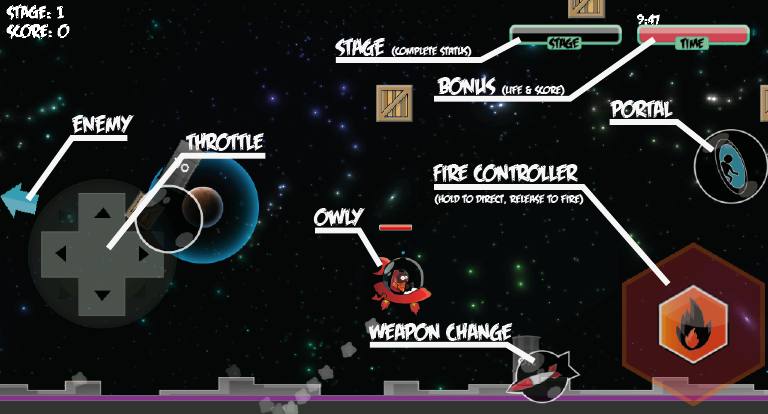 STAGE: 1
SCORE: 0
9:47
STAGE
TIME
STAGE (COMPLETE STATUS)
BONUS (LIFE & SCORE)
PORTAL
ENEMY
THROTTLE
FIRE CONTROLLER
(HOLD TO DIRECT, RELEASE TO FIRE)
OWLY
WEAPON CHANGE